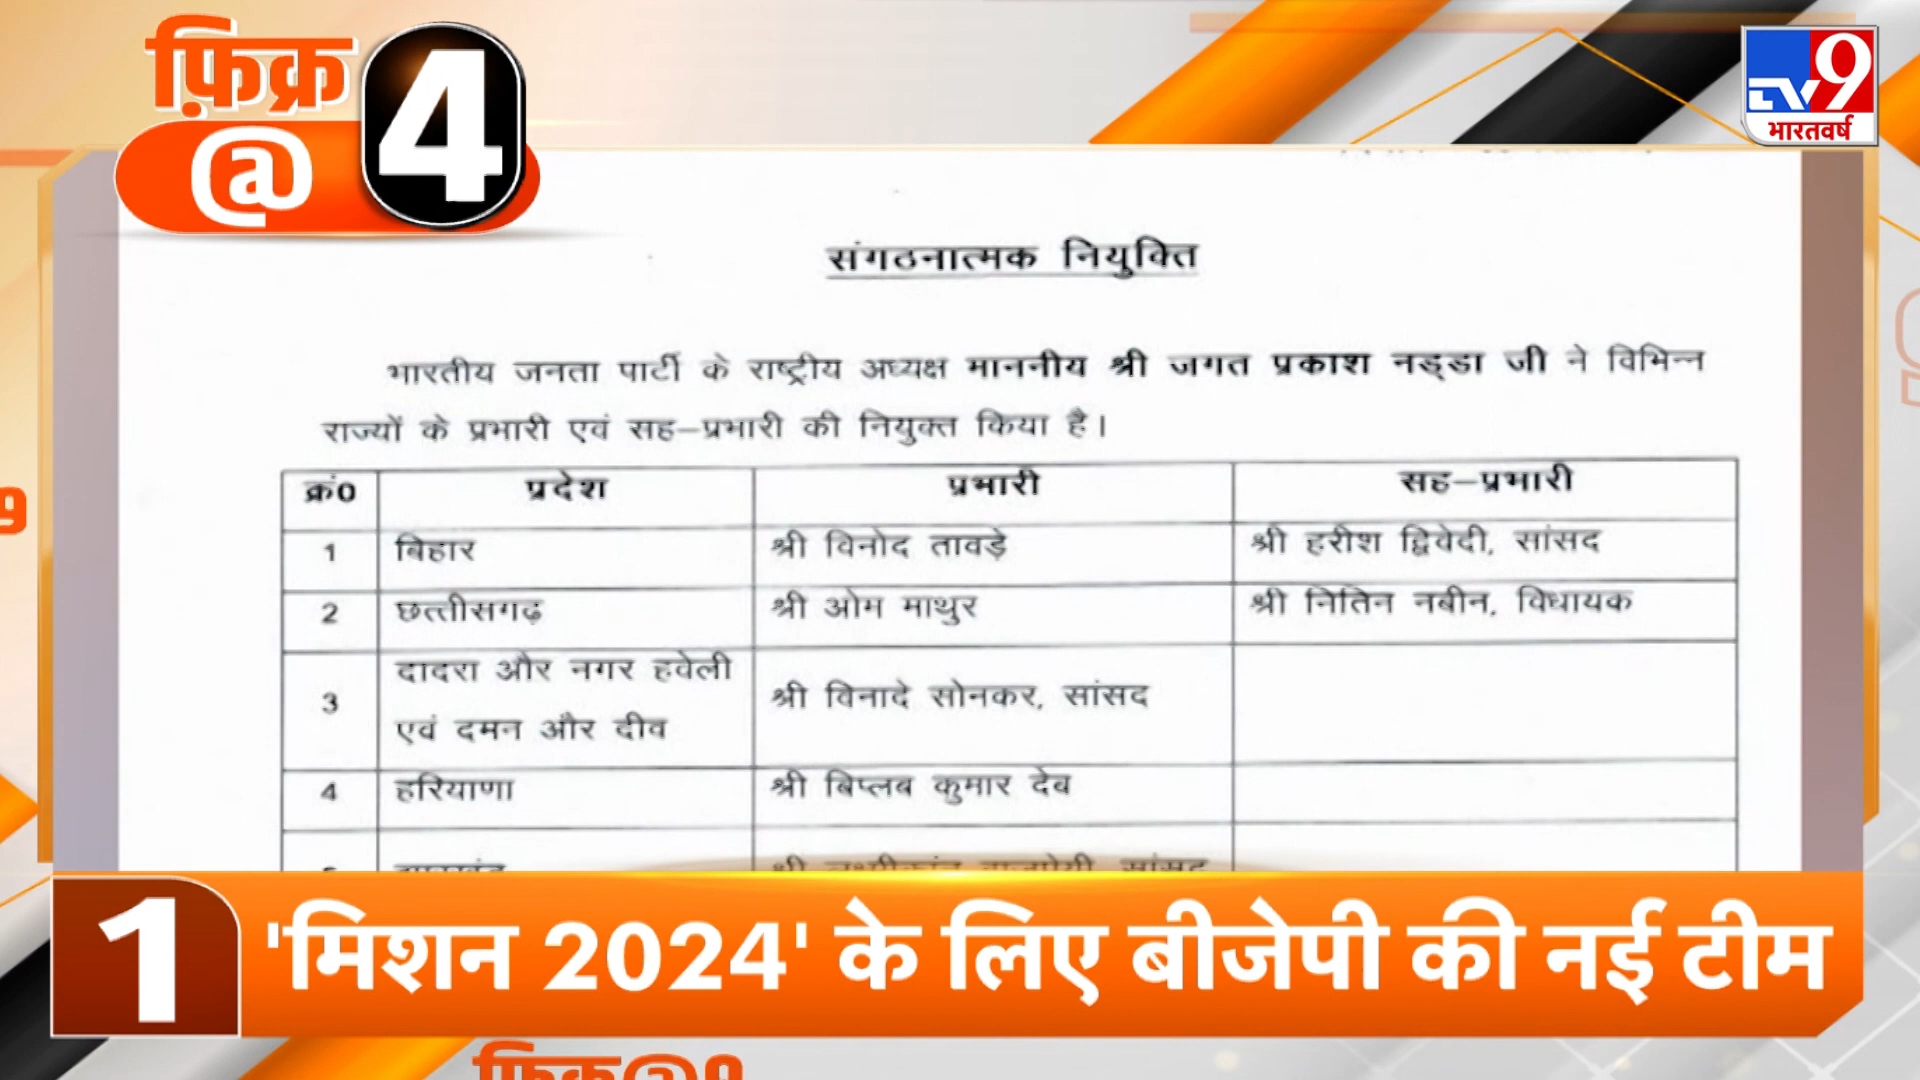 फ़िक्र
@4
TV9
भारतवर्ष
संगठनात्मक नियुक्ति
भारतीय जनता पार्टी के राष्ट्रीय अध्यक्ष माननीय श्री जगत प्रकाश नड्डा जी ने विभिन्न
राज्यों के प्रभारी एवं सह-प्रभारी की नियुक्त किया है।
क्रं0 प्रदेश प्रभारी सह-प्रभारी
1 बिहार श्री विनोद तावड़े श्री हरीश द्विवेदी, सांसद
2 छत्तीसगढ़ श्री ओम माथुर श्री नितिन नबीन, विधायक
3 दादरा और नगर हवेली
एवं दमन और दीव श्री विनादे सोनकर, सांसद
4 हरियाणा श्री बिप्लब कुमार देब
1 'मिशन 2024' के लिए बीजेपी की नई टीम